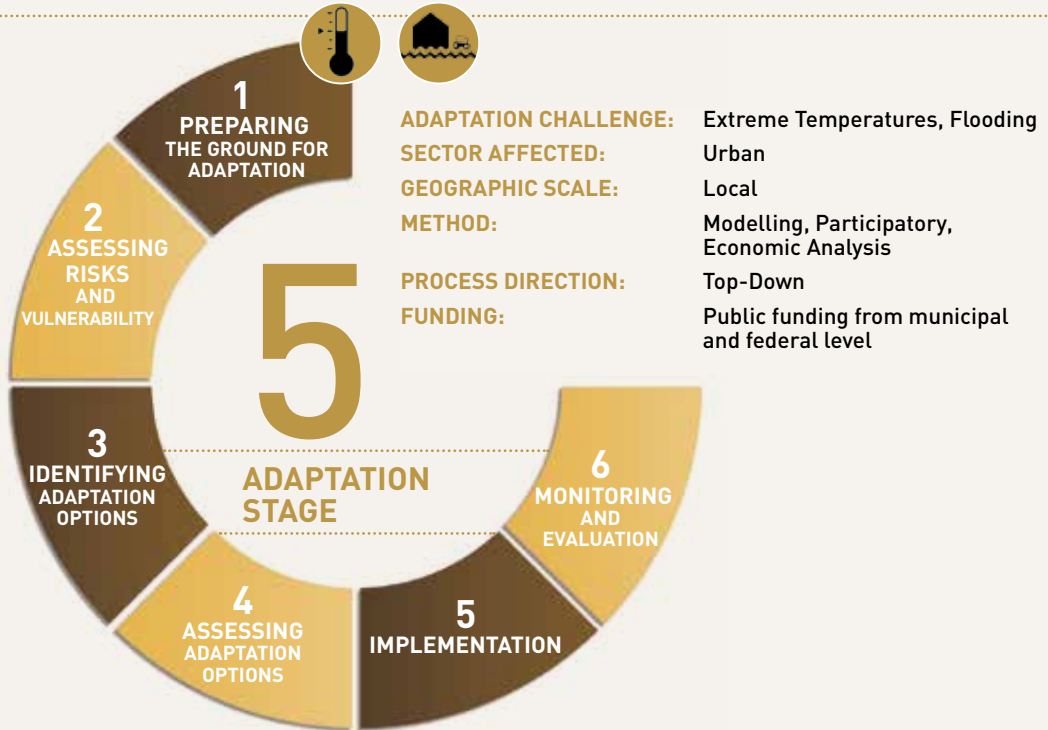 1
PREPARING
THE GROUND FOR
ADAPTATION
2
ASSESSING
RISKS
AND
VULNERABILITY
3
IDENTIFYING
ADAPTATION
OPTIONS
4
ASSESSING
ADAPTATION
OPTIONS
5
IMPLEMENTATION
6
MONITORING
AND
EVALUATION
5
ADAPTATION
STAGE
ADAPTATION CHALLENGE: Extreme Temperatures, Flooding
SECTOR AFFECTED: Urban
GEOGRAPHIC SCALE: Local
METHOD: Modelling, Participatory,
Economic Analysis
PROCESS DIRECTION: Top-Down
FUNDING: Public funding from municipal
and federal level